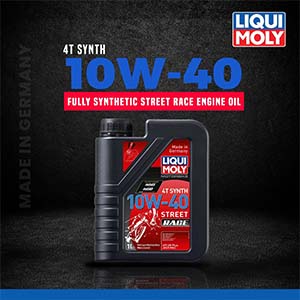 LIQUI
MOLY
4T SYNTH
10W-40
FULLY SYNTHETIC STREET RACE ENGINE OIL
MADE IN GERMANY
Made in
Germany
LIQUI
MOLY
4T SYNTH
10W-40
STREET
RACE
1L